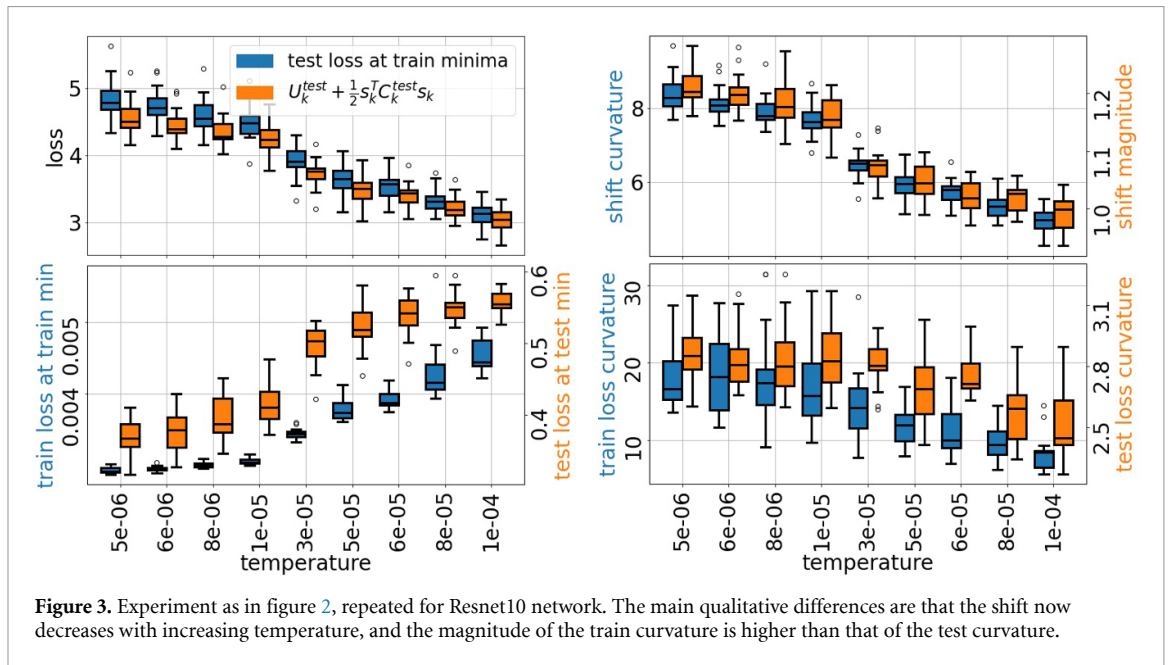 test loss at train minima
U_k^{test} + \frac{1}{2} s_k^T C_k^{test} s_k
loss
5
4
3
shift curvature
8
6
1.2
1.1
1.0
shift magnitude
train loss at train min
0.005
0.004
0.6
0.5
0.4
test loss at test min
train loss curvature
30
20
10
3.1
2.8
2.5
test loss curvature
5e-06
6e-06
8e-06
1e-05
3e-05
5e-05
6e-05
8e-05
1e-04
temperature
5e-06
6e-06
8e-06
1e-05
3e-05
5e-05
6e-05
8e-05
1e-04
temperature
Figure 3. Experiment as in figure 2, repeated for Resnet10 network. The main qualitative differences are that the shift now
decreases with increasing temperature, and the magnitude of the train curvature is higher than that of the test curvature.